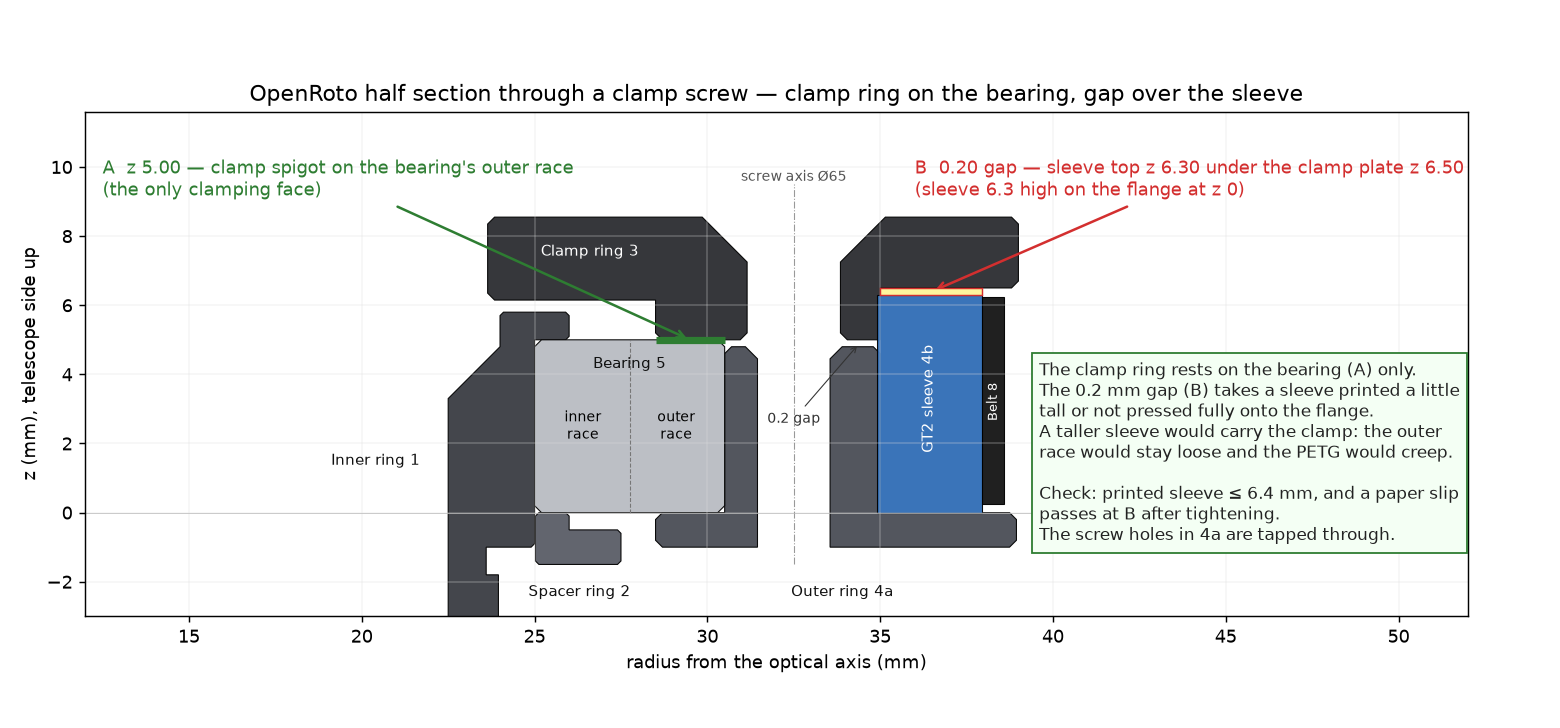 OpenRoto half section through a clamp screw — clamp ring on the bearing, gap over the sleeve
A  z 5.00 — clamp spigot on the bearing's outer race
(the only clamping face)
screw axis Ø65
B  0.20 gap — sleeve top z 6.30 under the clamp plate z 6.50
(sleeve 6.3 high on the flange at z 0)
Clamp ring 3
Bearing 5
inner
race
outer
race
0.2 gap
GT2 sleeve 4b
Belt 8
Inner ring 1
Spacer ring 2
Outer ring 4a
The clamp ring rests on the bearing (A) only.
The 0.2 mm gap (B) takes a sleeve printed a little
tall or not pressed fully onto the flange.
A taller sleeve would carry the clamp: the outer
race would stay loose and the PETG would creep.
Check: printed sleeve ≤ 6.4 mm, and a paper slip
passes at B after tightening.
The screw holes in 4a are tapped through.
z (mm), telescope side up
10
8
6
4
2
0
−2
15
20
25
30
35
40
45
50
radius from the optical axis (mm)